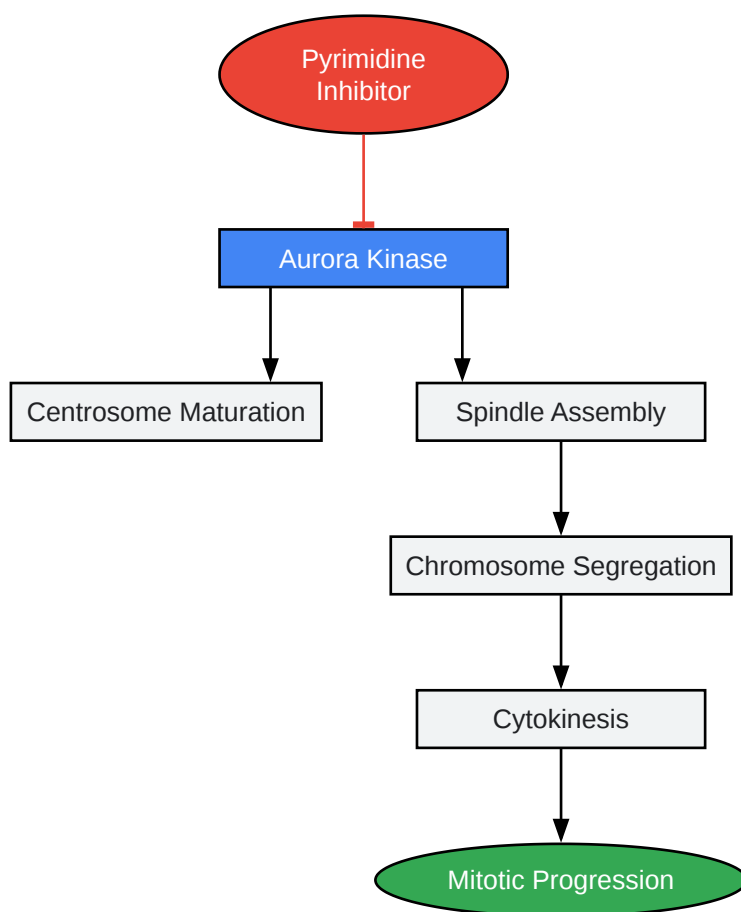 Pyrimidine
Inhibitor
Aurora Kinase
Centrosome Maturation
Spindle Assembly
Chromosome Segregation
Cytokinesis
Mitotic Progression